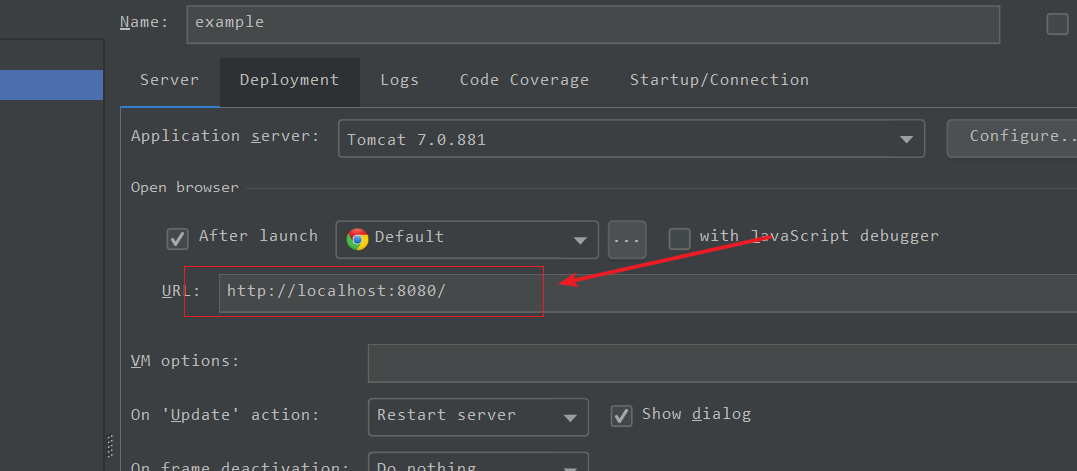 Name: example
Server Deployment Logs Code Coverage Startup/Connection
Application server: Tomcat 7.0.881 Configure..
Open browser
After launch Default ... with JavaScript debugger
URL: http://localhost:8080/
VM options:
On 'Update' action: Restart server Show dialog
On frame deactivation: Do nothing